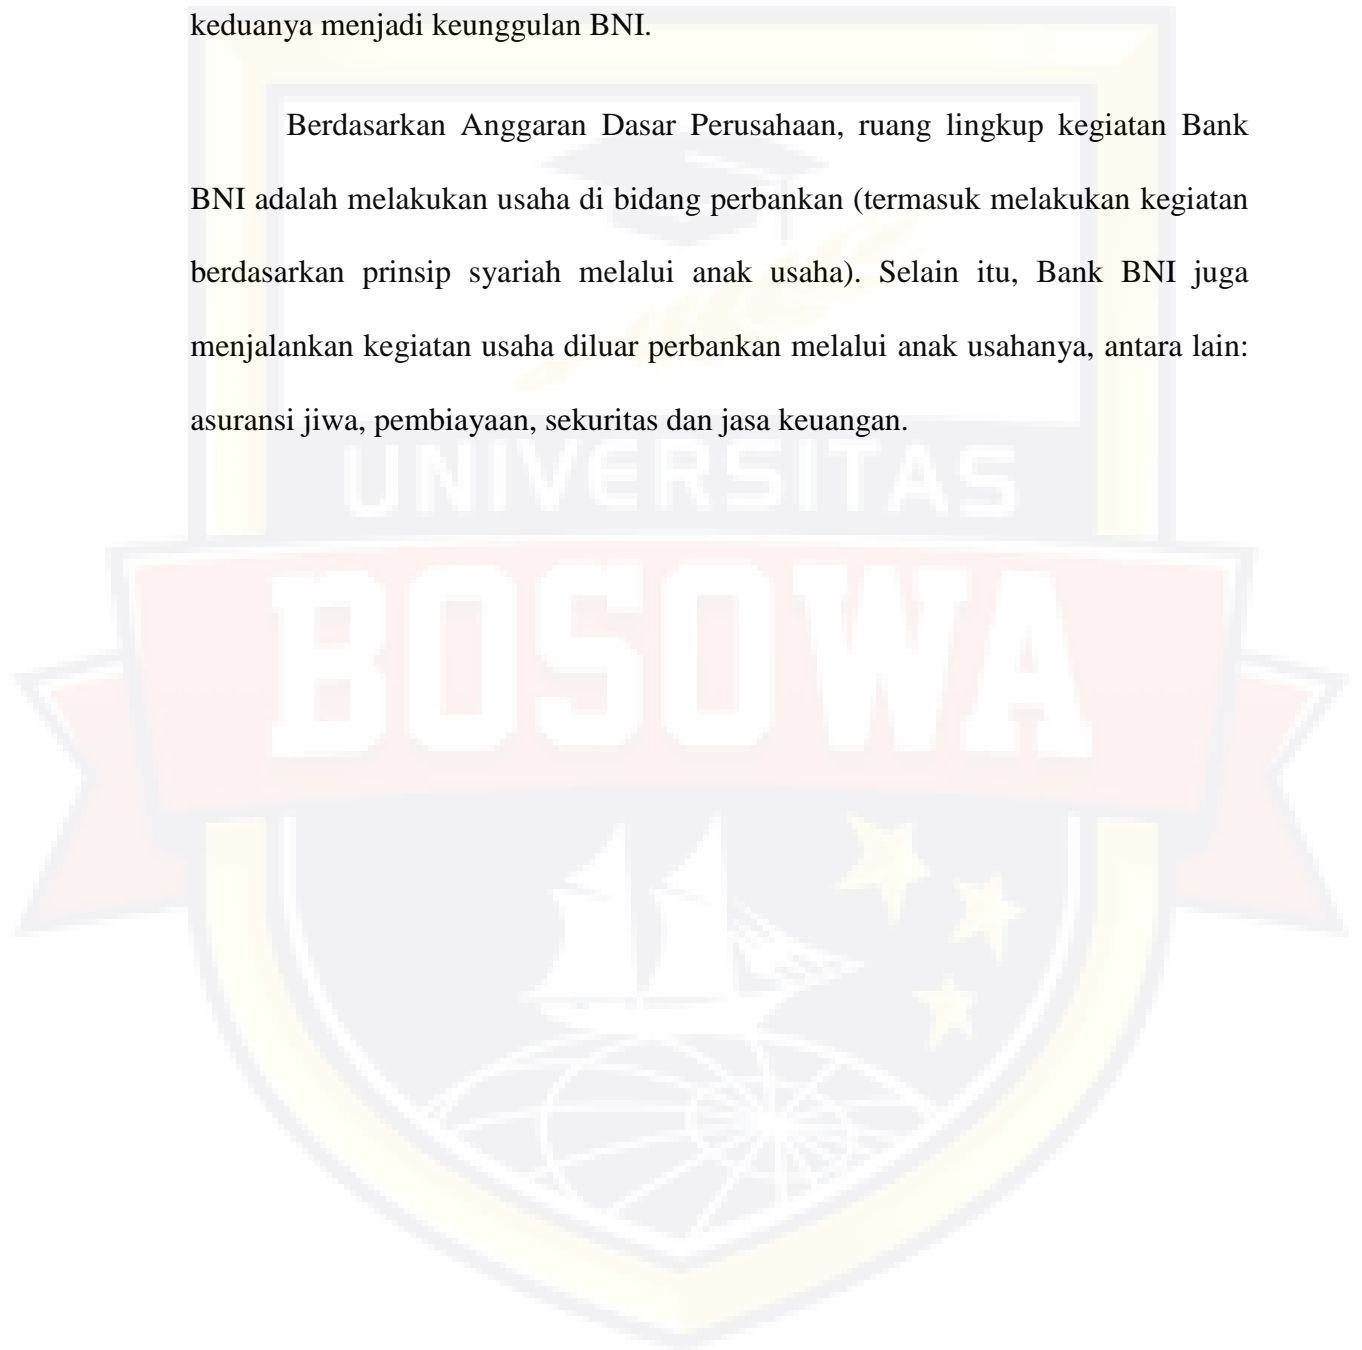 keduanya menjadi keunggulan BNI.
Berdasarkan Anggaran Dasar Perusahaan, ruang lingkup kegiatan Bank
BNI adalah melakukan usaha di bidang perbankan (termasuk melakukan kegiatan
berdasarkan prinsip syariah melalui anak usaha). Selain itu, Bank BNI juga
menjalankan kegiatan usaha diluar perbankan melalui anak usahanya, antara lain:
asuransi jiwa, pembiayaan, sekuritas dan jasa keuangan.
UNIVERSITAS
BOSOWA